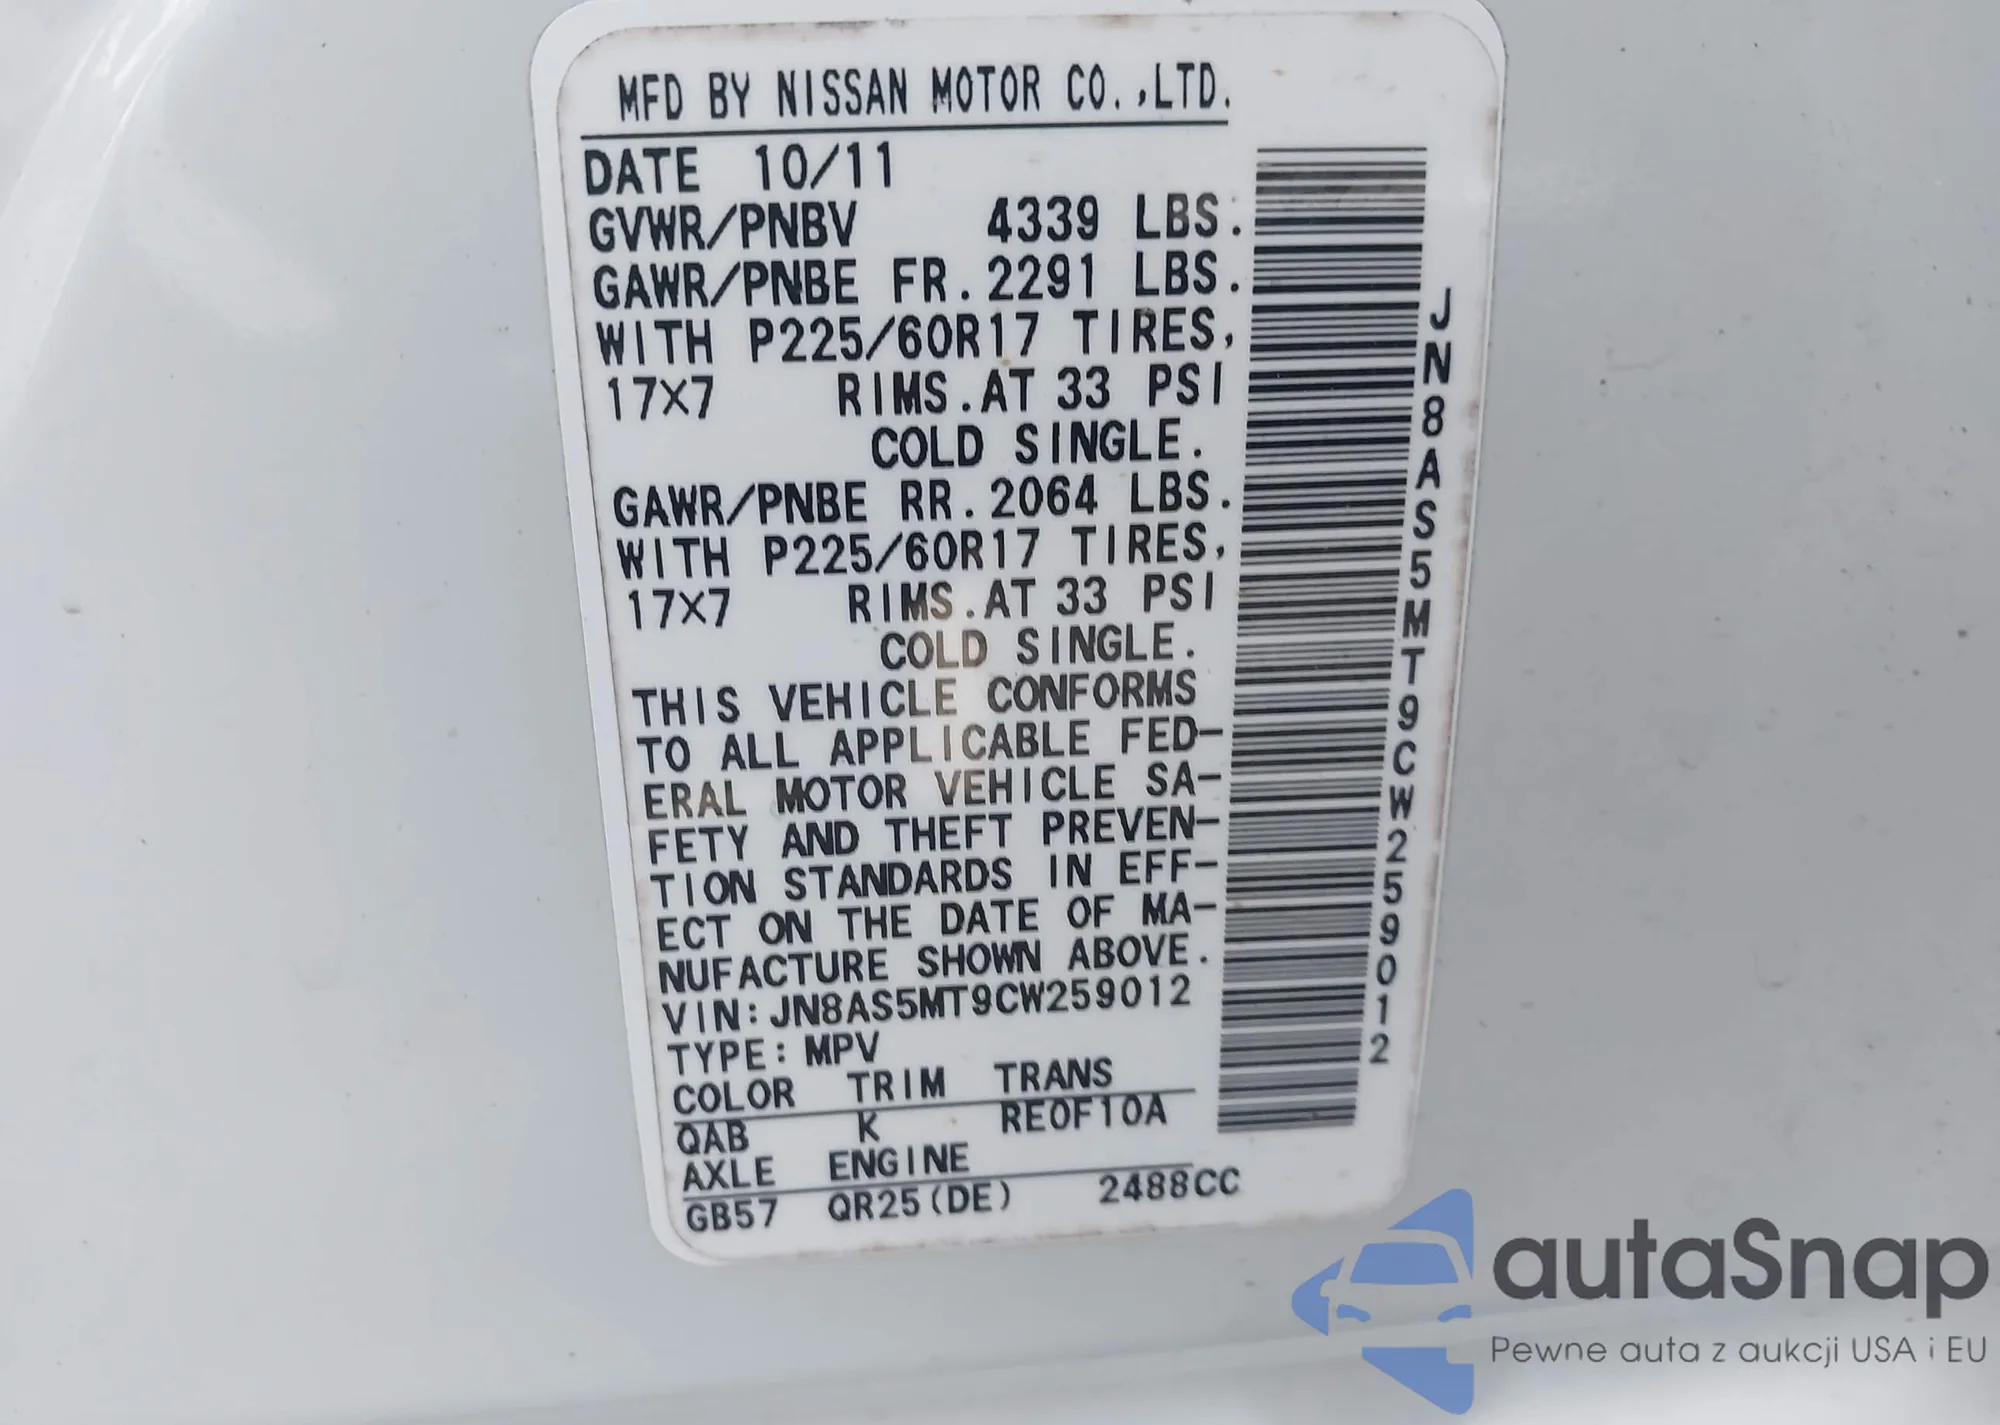 MFD BY NISSAN MOTOR CO.,LTD.
DATE 10/11
GVWR/PNBV 4339 LBS.
GAWR/PNBE FR.2291 LBS.
WITH P225/60R17 TIRES,
17X7 RIMS.AT 33 PSI
COLD SINGLE.
GAWR/PNBE RR.2064 LBS.
WITH P225/60R17 TIRES,
17X7 RIMS.AT 33 PSI
COLD SINGLE.
THIS VEHICLE CONFORMS
TO ALL APPLICABLE FED-
ERAL MOTOR VEHICLE SA-
FETY AND THEFT PREVEN-
TION STANDARDS IN EFF-
ECT ON THE DATE OF MA-
NUFACTURE SHOWN ABOVE.
VIN:JN8AS5MT9CW259012
TYPE:MPV
COLOR TRIM TRANS
QAB K RE0F10A
AXLE ENGINE
GB57 QR25(DE) 2488CC
JN8AS5MT9CW259012
autaSnap
Pewne auta z aukcji USA i EU